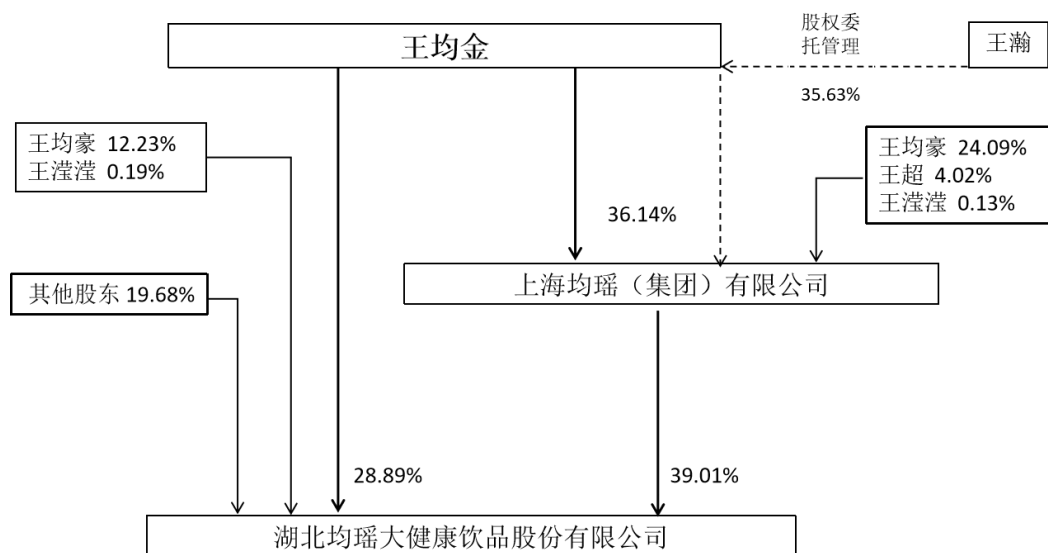 股权委
托管理
王均金
王瀚
35.63%
王均豪 12.23%
王滢滢 0.19%
王均豪 24.09%
王超 4.02%
王滢滢 0.13%
36.14%
其他股东 19.68%
上海均瑶（集团）有限公司
28.89%
39.01%
湖北均瑶大健康饮品股份有限公司